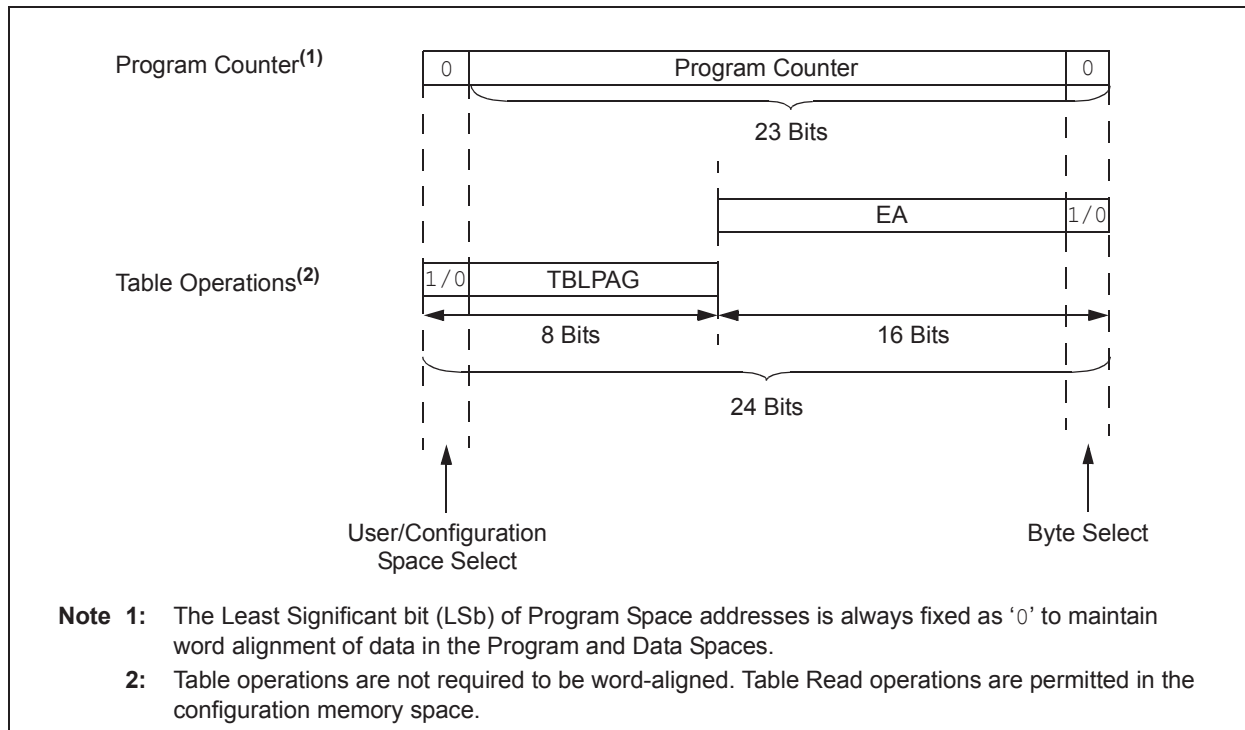 Program Counter(1)
0 Program Counter 0
23 Bits
EA 1/0
Table Operations(2)
1/0 TBLPAG
8 Bits 16 Bits
24 Bits
User/Configuration
Space Select
Byte Select
Note 1: The Least Significant bit (LSb) of Program Space addresses is always fixed as ‘0’ to maintain
word alignment of data in the Program and Data Spaces.
2: Table operations are not required to be word-aligned. Table Read operations are permitted in the
configuration memory space.